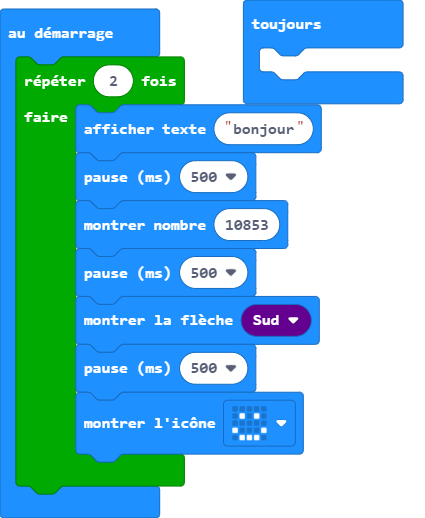 au démarrage
répéter 2 fois
faire
afficher texte "bonjour"
pause (ms) 500
montrer nombre 10853
pause (ms) 500
montrer la flèche Sud
pause (ms) 500
montrer l'icône
toujours